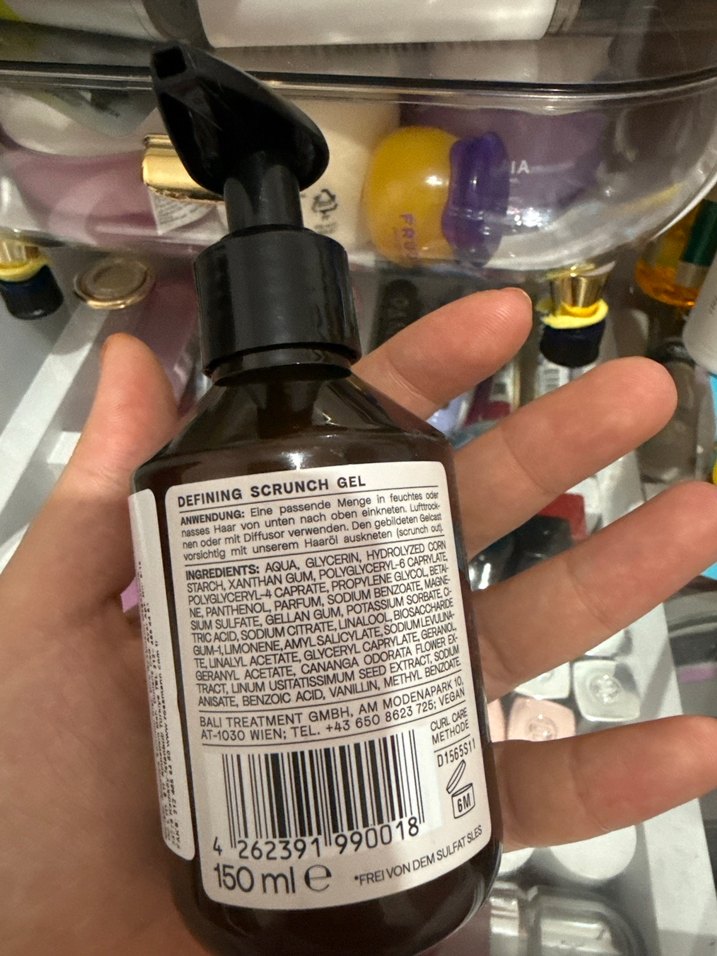 IA
FRUI
DEFINING SCRUNCH GEL
ANWENDUNG: Eine passende Menge in feuchtes oder
nasses Haar von unten nach oben einkneten. Lufttrock-
nen oder mit Diffusor verwenden. Den gebildeten Gelcast
vorsichtig mit unserem Haaröl auskneten (scrunch out).
INGREDIENTS: AQUA, GLYCERIN, HYDROLYZED CORN
STARCH, XANTHAN GUM, POLYGLYCERYL-6 CAPRYLATE,
POLYGLYCERYL-4 CAPRATE, PROPYLENE GLYCOL, BETAI-
NE, PANTHENOL, PARFUM, SODIUM BENZOATE, MAGNE-
SIUM SULFATE, GELLAN GUM, POTASSIUM SORBATE, CI-
TRIC ACID, SODIUM CITRATE, LINALOOL, BIOSACCHARIDE
GUM-1, LIMONENE, AMYL SALICYLATE, SODIUM LEVULINA-
TE, LINALYL ACETATE, GLYCERYL CAPRYLATE, GERANIOL,
GERANYL ACETATE, CANANGA ODORATA FLOWER EX-
TRACT, LINUM USITATISSIMUM SEED EXTRACT, SODIUM
ANISATE, BENZOIC ACID, VANILLIN, METHYL BENZOATE.
BALI TREATMENT GMBH, AM MODENAPARK 10,
AT-1030 WIEN; TEL. +43 650 8623 725; VEGAN
CURL CARE
METHODE
D1565S11
6M
4 262391 990018
150 ml e
*FREI VON DEM SULFAT SLES